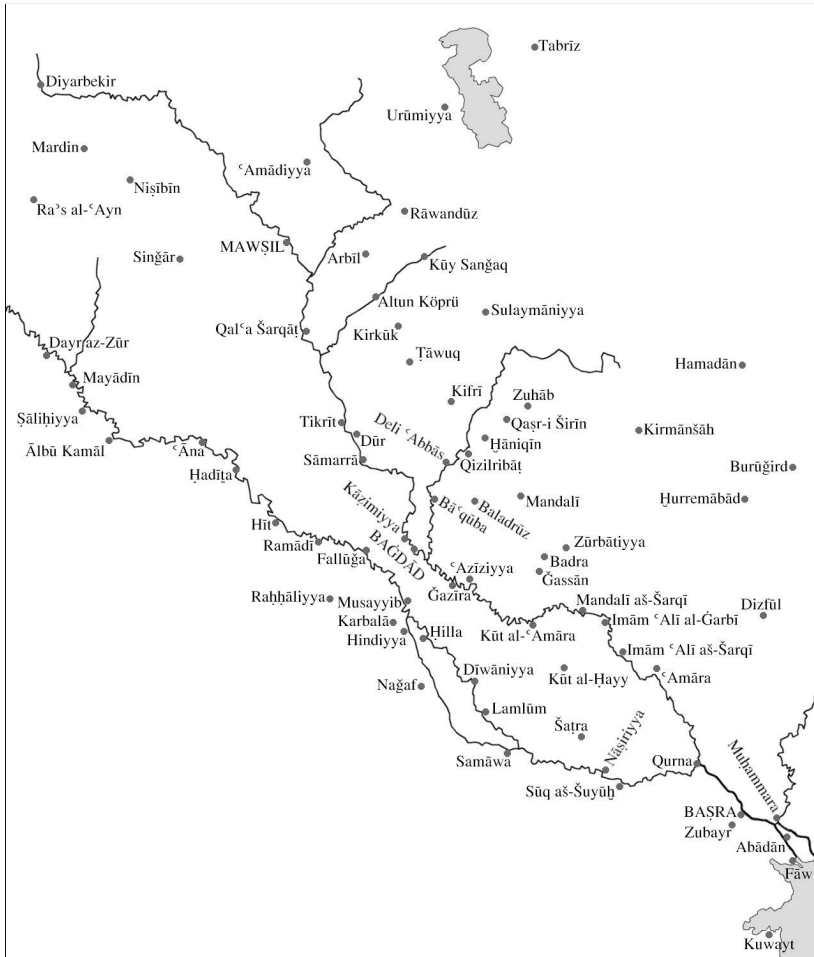 Tabrīz
Diyarbekir
Urūmiyya
Mardin
ʿAmādiyya
Niṣībīn
Raʾs al-ʿAyn
Rāwandūz
MAWṢIL
Arbīl
Kūy Sanǧaq
Sinǧār
Altun Köprü
Sulaymāniyya
Qalʿa Šarqāṭ
Kirkūk
Dayr az-Zūr
Ṭāwuq
Hamadān
Mayādīn
Kifrī
Zuhāb
Ṣāliḥiyya
Tikrīt
Deli ʿAbbās
Qaṣr-i Širīn
Kirmānšāh
Dūr
Ḫāniqīn
Ālbū Kamāl
ʿĀna
Sāmarrā
Qizilribāṭ
Burūǧird
Ḥadīṯa
Kāẓimiyya
Bāʿqūba
Baladrūz
Mandalī
Ḫurremābād
Hīt
Ramādī
BAĠDĀD
Zūrbātiyya
Fallūǧa
Badra
ʿAzīziyya
Ǧassān
Ǧazīra
Raḥḥāliyya
Musayyib
Mandalī aš-Šarqī
Dizfūl
Karbalā
Imām ʿAlī al-Ġarbī
Hindiyya
Ḥilla
Kūt al-ʿAmāra
Imām ʿAlī aš-Šarqī
Dīwāniyya
Kūt al-Ḥayy
ʿAmāra
Naǧaf
Lamlūm
Šaṭra
Nāṣiriyya
Samāwa
Qurna
Muḥammara
Sūq aš-Šuyūḫ
BAṢRA
Zubayr
Abādān
Fāw
Kuwayt